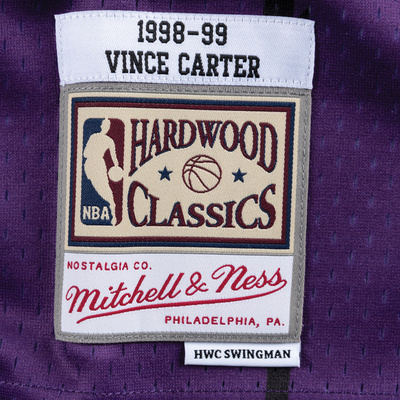 1998-99
VINCE CARTER
HARDWOOD
NBA
CLASSICS
NOSTALGIA CO.
Mitchell & Ness
PHILADELPHIA, PA.
HWC SWINGMAN